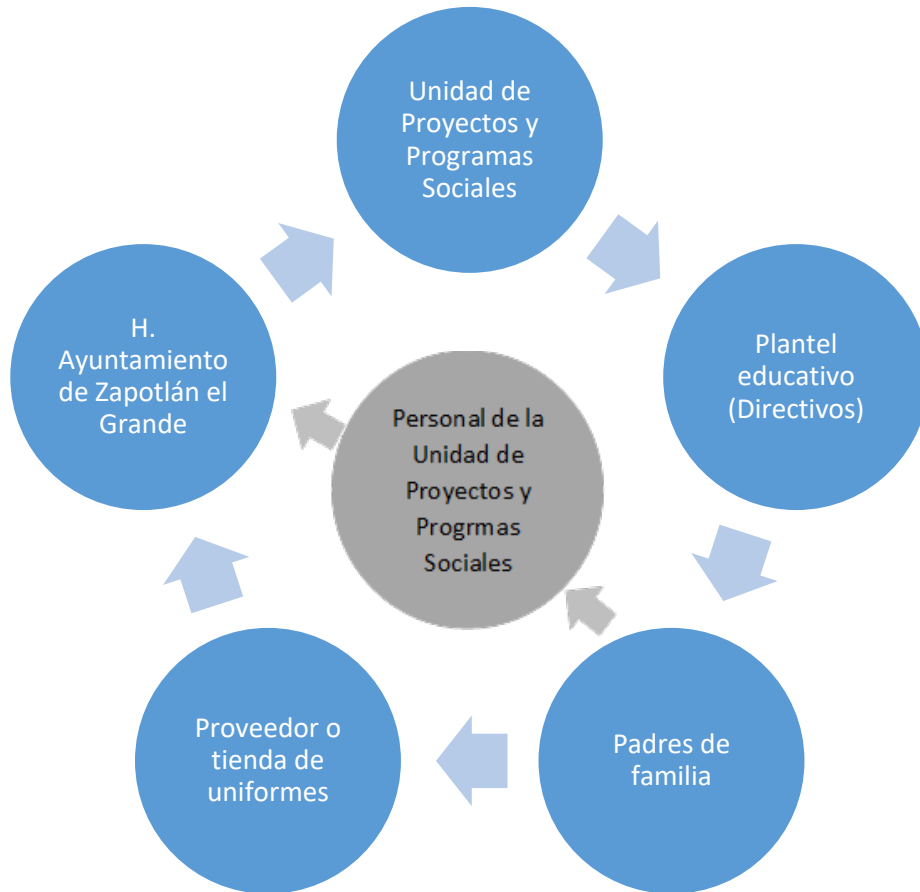 Unidad de
Proyectos y
Programas
Sociales
Plantel
educativo
(Directivos)
Padres de
familia
Proveedor o
tienda de
uniformes
H.
Ayuntamiento
de Zapotlán el
Grande
Personal de la
Unidad de
Proyectos y
Progrmas
Sociales